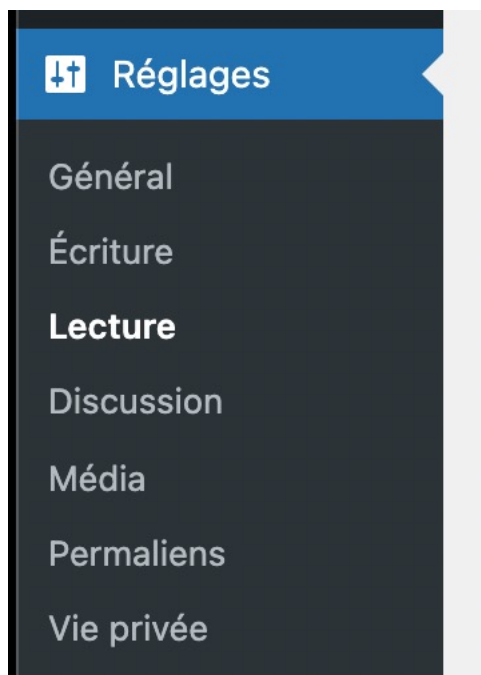 Réglages
Général
Écriture
Lecture
Discussion
Média
Permaliens
Vie privée